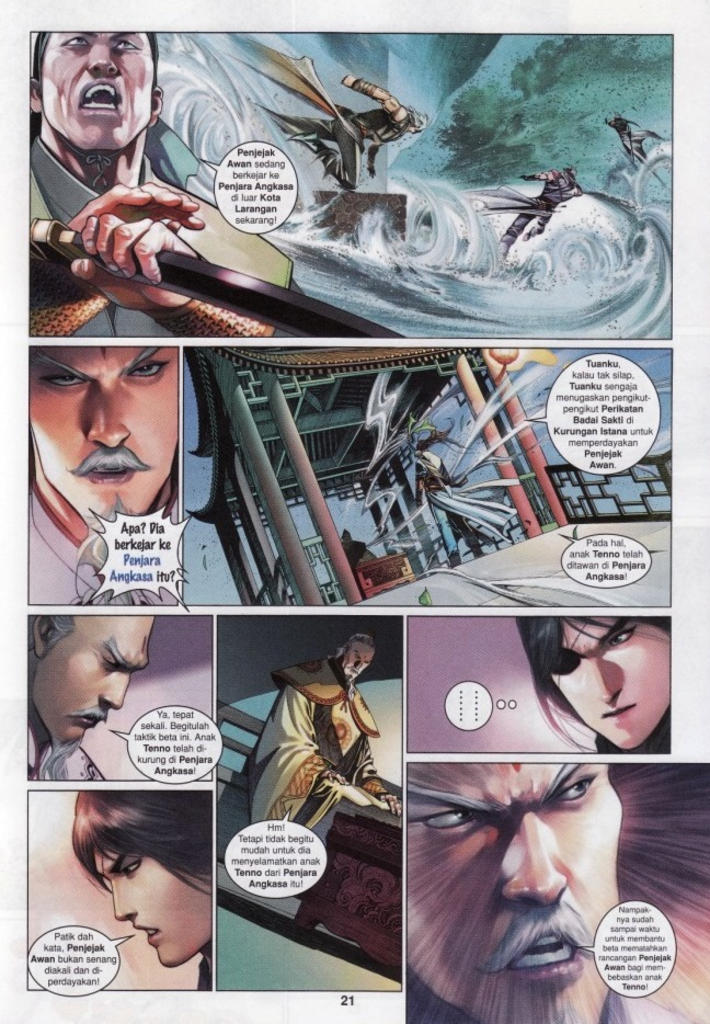 Penjejak
Awan sedang
berkejar ke
Penjara Angkasa
di luar Kota
Larangan
sekarang!
Apa? Dia
berkejar ke
Penjara
Angkasa itu?
Tuanku,
kalau tak silap,
Tuanku sengaja
menugaskan pengikut-
pengikut Perikatan
Badai Sakti di
Kurungan Istana untuk
memperdayakan
Penjejak
Awan.
Pada hal,
anak Tenno telah
ditawan di Penjara
Angkasa!
Ya, tepat
sekali. Begitulah
taktik beta ini. Anak
Tenno telah di-
kurung di Penjara
Angkasa!
Hm!
Tetapi tidak begitu
mudah untuk dia
menyelamatkan anak
Tenno dari Penjara
Angkasa itu!
Patik dah
kata, Penjejak
Awan bukan senang
diakali dan di-
perdayakan!
Nampak-
nya sudah
sampai waktu
untuk membantu
beta mematahkan
rancangan Penjejak
Awan bagi mem-
bebaskan anak
Tenno!
21